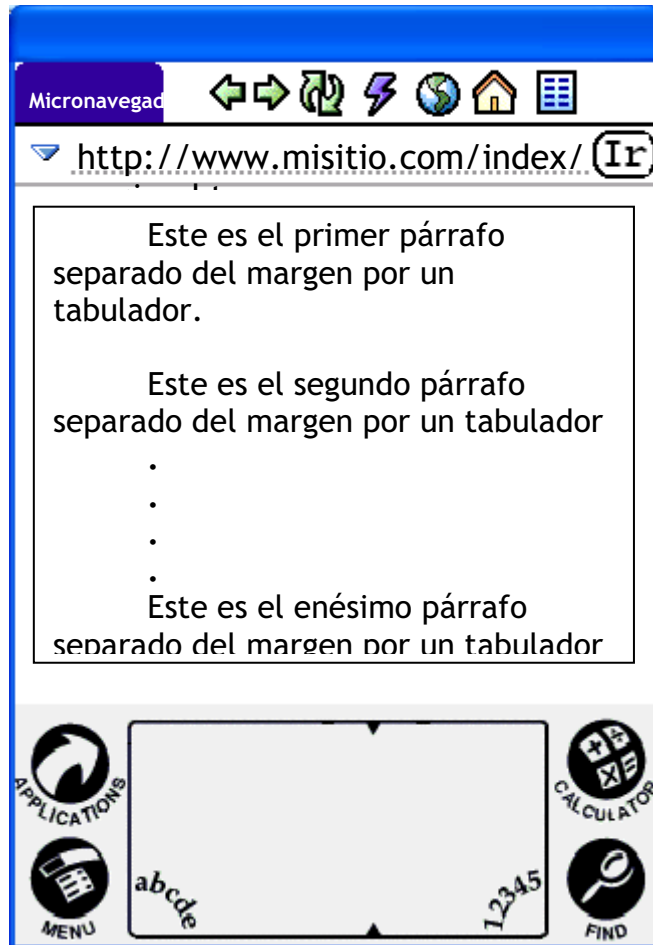 Micronavegad
http://www.misitio.com/index/ Ir
Este es el primer párrafo
separado del margen por un
tabulador.
Este es el segundo párrafo
separado del margen por un tabulador
.
.
.
.
Este es el enésimo párrafo
separado del margen por un tabulador
APPLICATIONS
CALCULATOR
abcde
12345
MENU
FIND